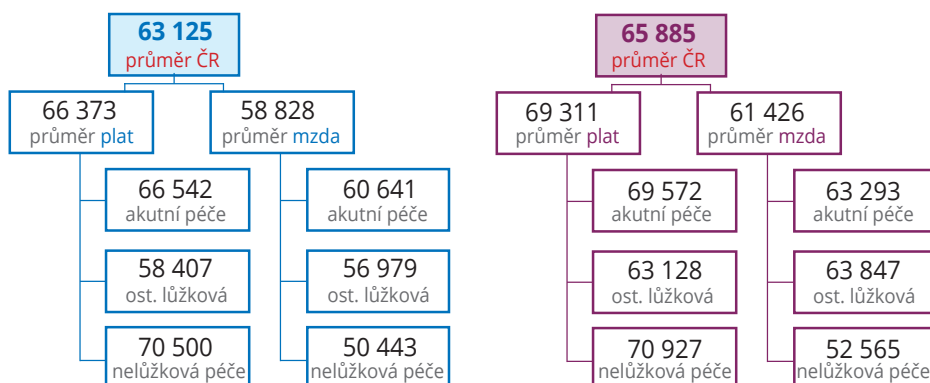 63 125
průměr ČR
66 373
průměr plat
58 828
průměr mzda
66 542
akutní péče
60 641
akutní péče
58 407
ost. lůžková
56 979
ost. lůžková
70 500
nelůžková péče
50 443
nelůžková péče
65 885
průměr ČR
69 311
průměr plat
61 426
průměr mzda
69 572
akutní péče
63 293
akutní péče
63 128
ost. lůžková
63 847
ost. lůžková
70 927
nelůžková péče
52 565
nelůžková péče